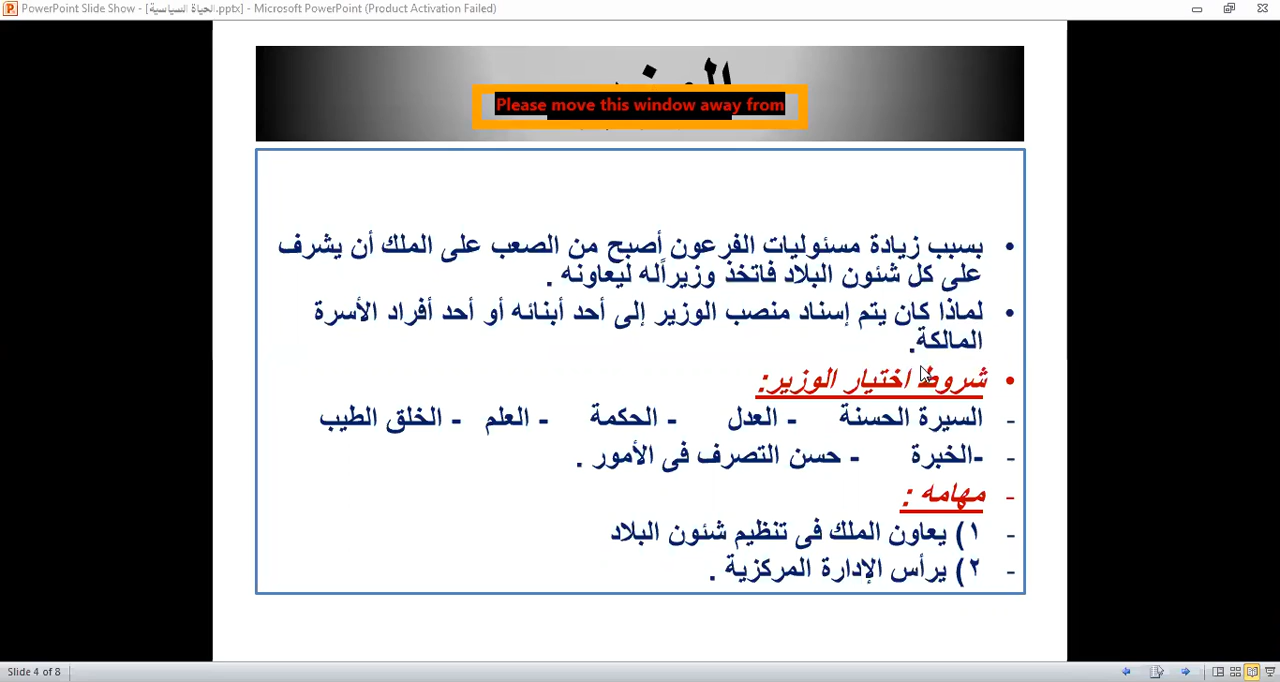 PowerPoint Slide Show - [الحياة السياسية.pptx] - Microsoft PowerPoint (Product Activation Failed)
Please move this window away from
• بسبب زيادة مسئوليات الفرعون أصبح من الصعب على الملك أن يشرف
على كل شئون البلاد فاتخذ وزيراًله ليعاونه .
• لماذا كان يتم إسناد منصب الوزير إلى أحد أبنائه أو أحد أفراد الأسرة
المالكة.
• شروط اختيار الوزير:
- السيرة الحسنة - العدل - الحكمة - العلم - الخلق الطيب
- -الخبرة - حسن التصرف فى الأمور .
- مهامه :
- ١) يعاون الملك فى تنظيم شئون البلاد
- ٢) يرأس الإدارة المركزية .
Slide 4 of 8